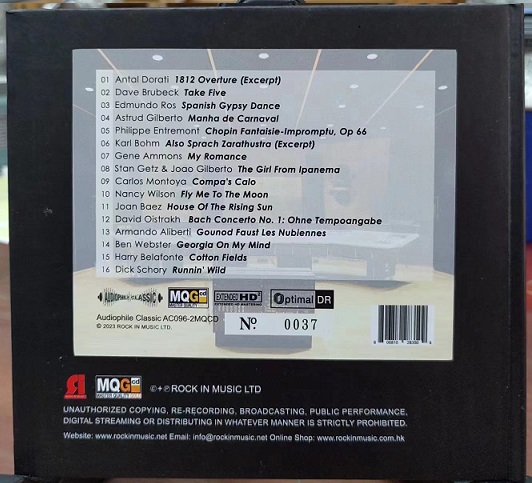 01 Antal Dorati 1812 Overture (Excerpt)
02 Dave Brubeck Take Five
03 Edmundo Ros Spanish Gypsy Dance
04 Astrud Gilberto Manha de Carnaval
05 Philippe Entremont Chopin Fantaisie-Impromptu, Op 66
06 Karl Bohm Also Sprach Zarathustra (Excerpt)
07 Gene Ammons My Romance
08 Stan Getz & Joao Gilberto The Girl From Ipanema
09 Carlos Montoya Compa's Calo
10 Nancy Wilson Fly Me To The Moon
11 Joan Baez House Of The Rising Sun
12 David Oistrakh Bach Concerto No. 1: Ohne Tempoangabe
13 Armando Aliberti Gounod Faust Les Nubiennes
14 Ben Webster Georgia On My Mind
15 Harry Belafonte Cotton Fields
16 Dick Schory Runnin' Wild
AUDIOPHILE CLASSIC MQG cd MASTER QUALITY EXTENDED HD Optimal DR
Audiophile Classic AC096-2MQCD
© 2023 ROCK IN MUSIC LTD.
Nº 0037
MQG cd MASTER QUALITY ©+℗ ROCK IN MUSIC LTD
UNAUTHORIZED COPYING, RE-RECORDING, BROADCASTING, PUBLIC PERFORMANCE,
DIGITAL STREAMING OR DISTRIBUTING IN WHATEVER MANNER IS STRICTLY PROHIBITED.
Website: www.rockinmusic.net Email: info@rockinmusic.net Online Shop: www.rockinmusic.com.hk